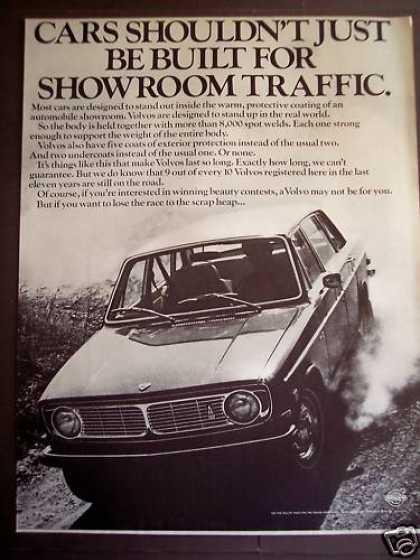 CARS SHOULDN'T JUST
BE BUILT FOR
SHOWROOM TRAFFIC.
Most cars are designed to stand out inside the warm, protective coating of an
automobile showroom. Volvos are designed to stand up in the real world.
So the body is held together with more than 8,000 spot welds. Each one strong
enough to support the weight of the entire body.
Volvos also have five coats of exterior protection instead of the usual two.
And two undercoats instead of the usual one. Or none.
It's things like this that make Volvos last so long. Exactly how long, we can't
guarantee. But we do know that 9 out of every 10 Volvos registered here in the last
eleven years are still on the road.
Of course, if you're interested in winning beauty contests, a Volvo may not be for you.
But if you want to lose the race to the scrap heap...